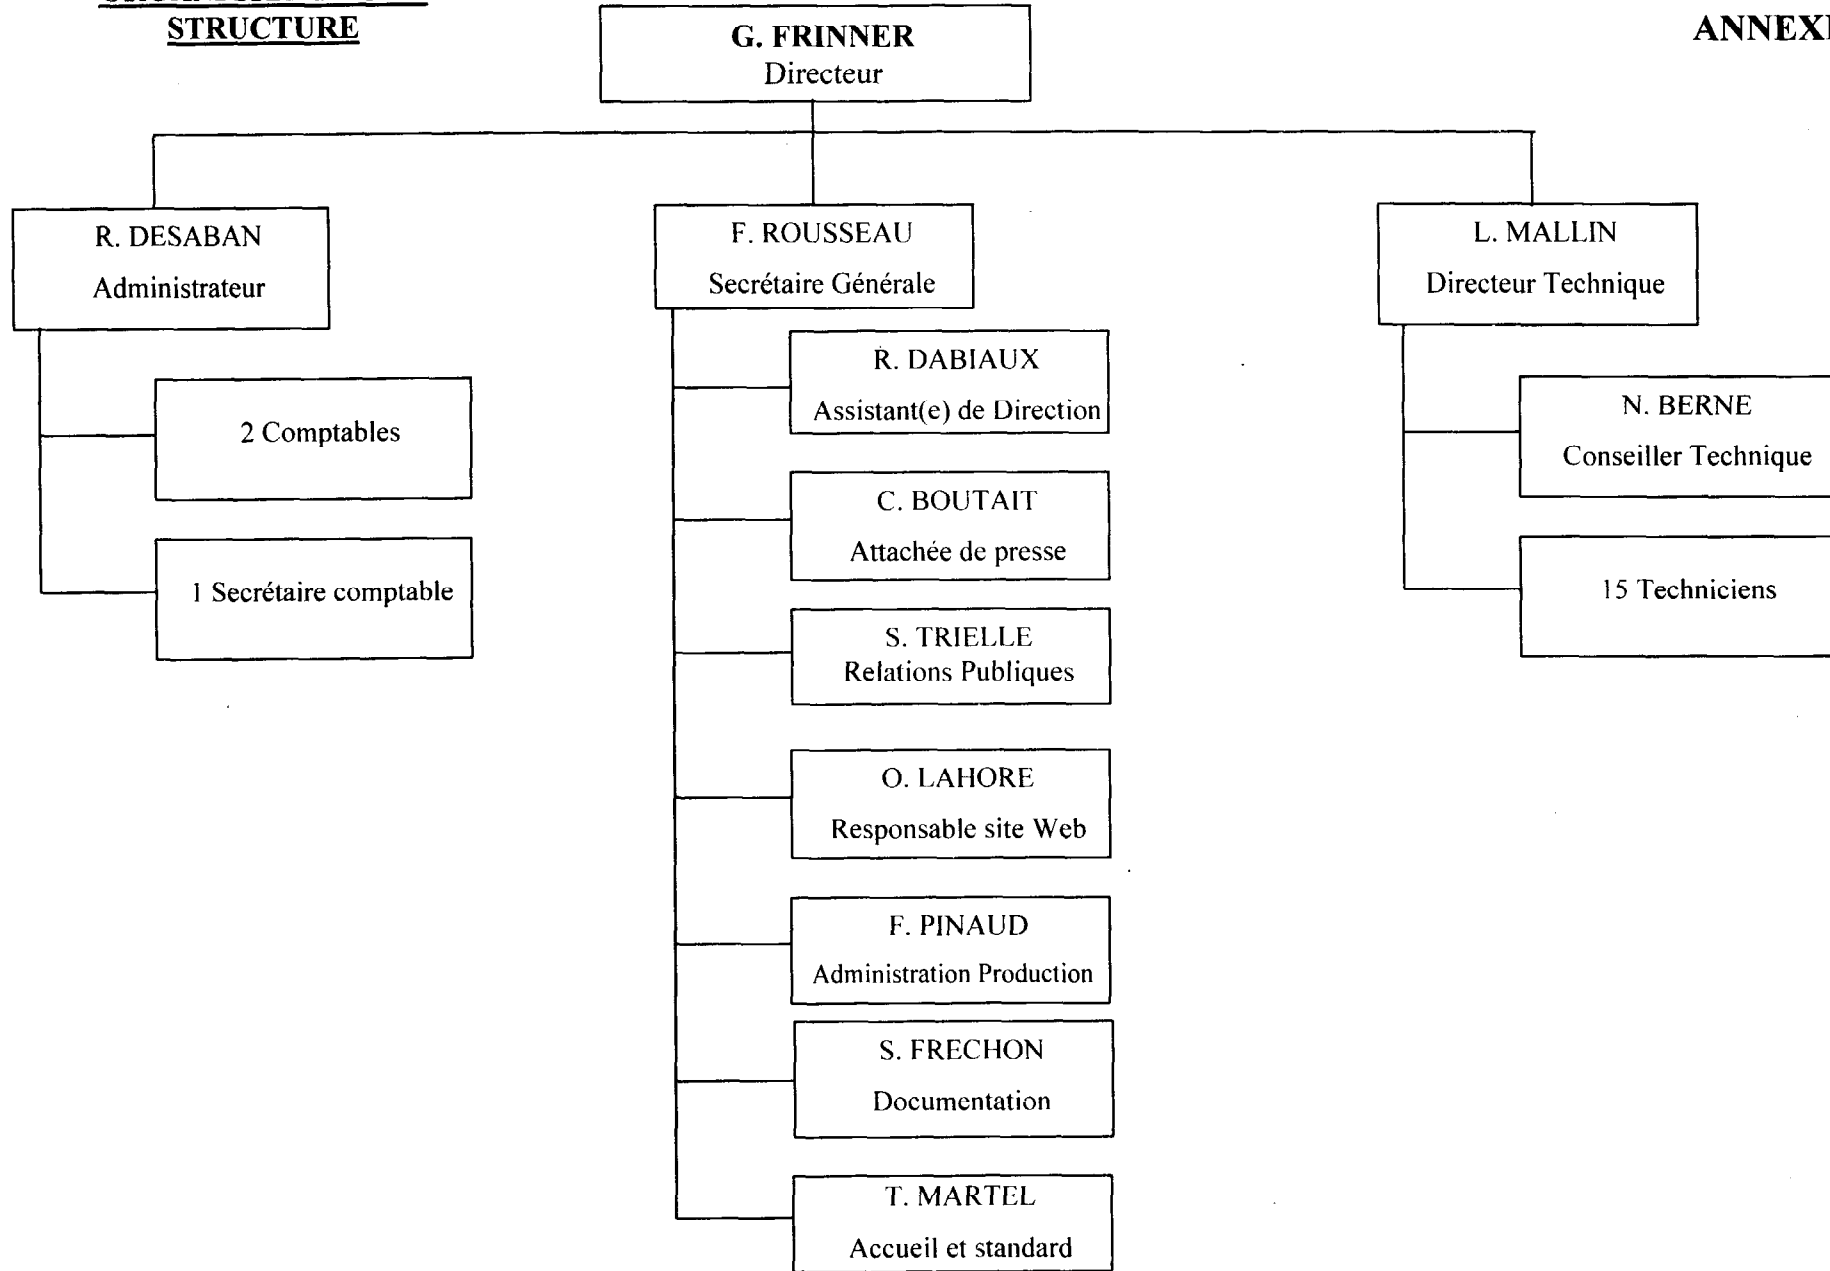 STRUCTURE
G. FRINNER
Directeur
R. DESABAN
Administrateur
2 Comptables
1 Secrétaire comptable
F. ROUSSEAU
Secrétaire Générale
R. DABIAUX
Assistant(e) de Direction
C. BOUTAIT
Attachée de presse
S. TRIELLE
Relations Publiques
O. LAHORE
Responsable site Web
F. PINAUD
Administration Production
S. FRECHON
Documentation
T. MARTEL
Accueil et standard
L. MALLIN
Directeur Technique
N. BERNE
Conseiller Technique
15 Techniciens